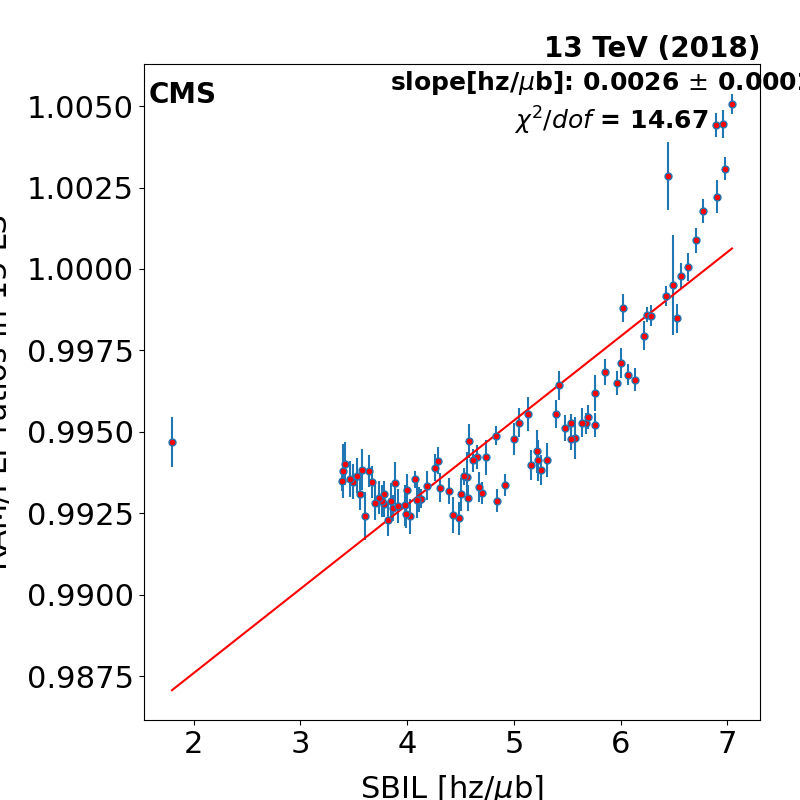 13 TeV (2018)
CMS
slope[hz/μb]: 0.0026 ± 0.000
χ²/dof = 14.67
1.0050
1.0025
1.0000
0.9975
0.9950
0.9925
0.9900
0.9875
2 3 4 5 6 7
SBIL [hz/μb]